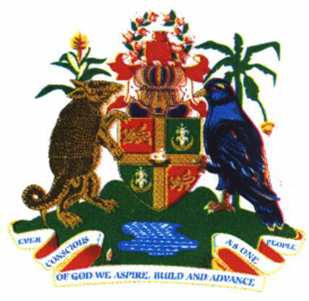 EVER
CONSCIOUS
OF GOD WE ASPIRE, BUILD AND ADVANCE
AS ONE
PEOPLE